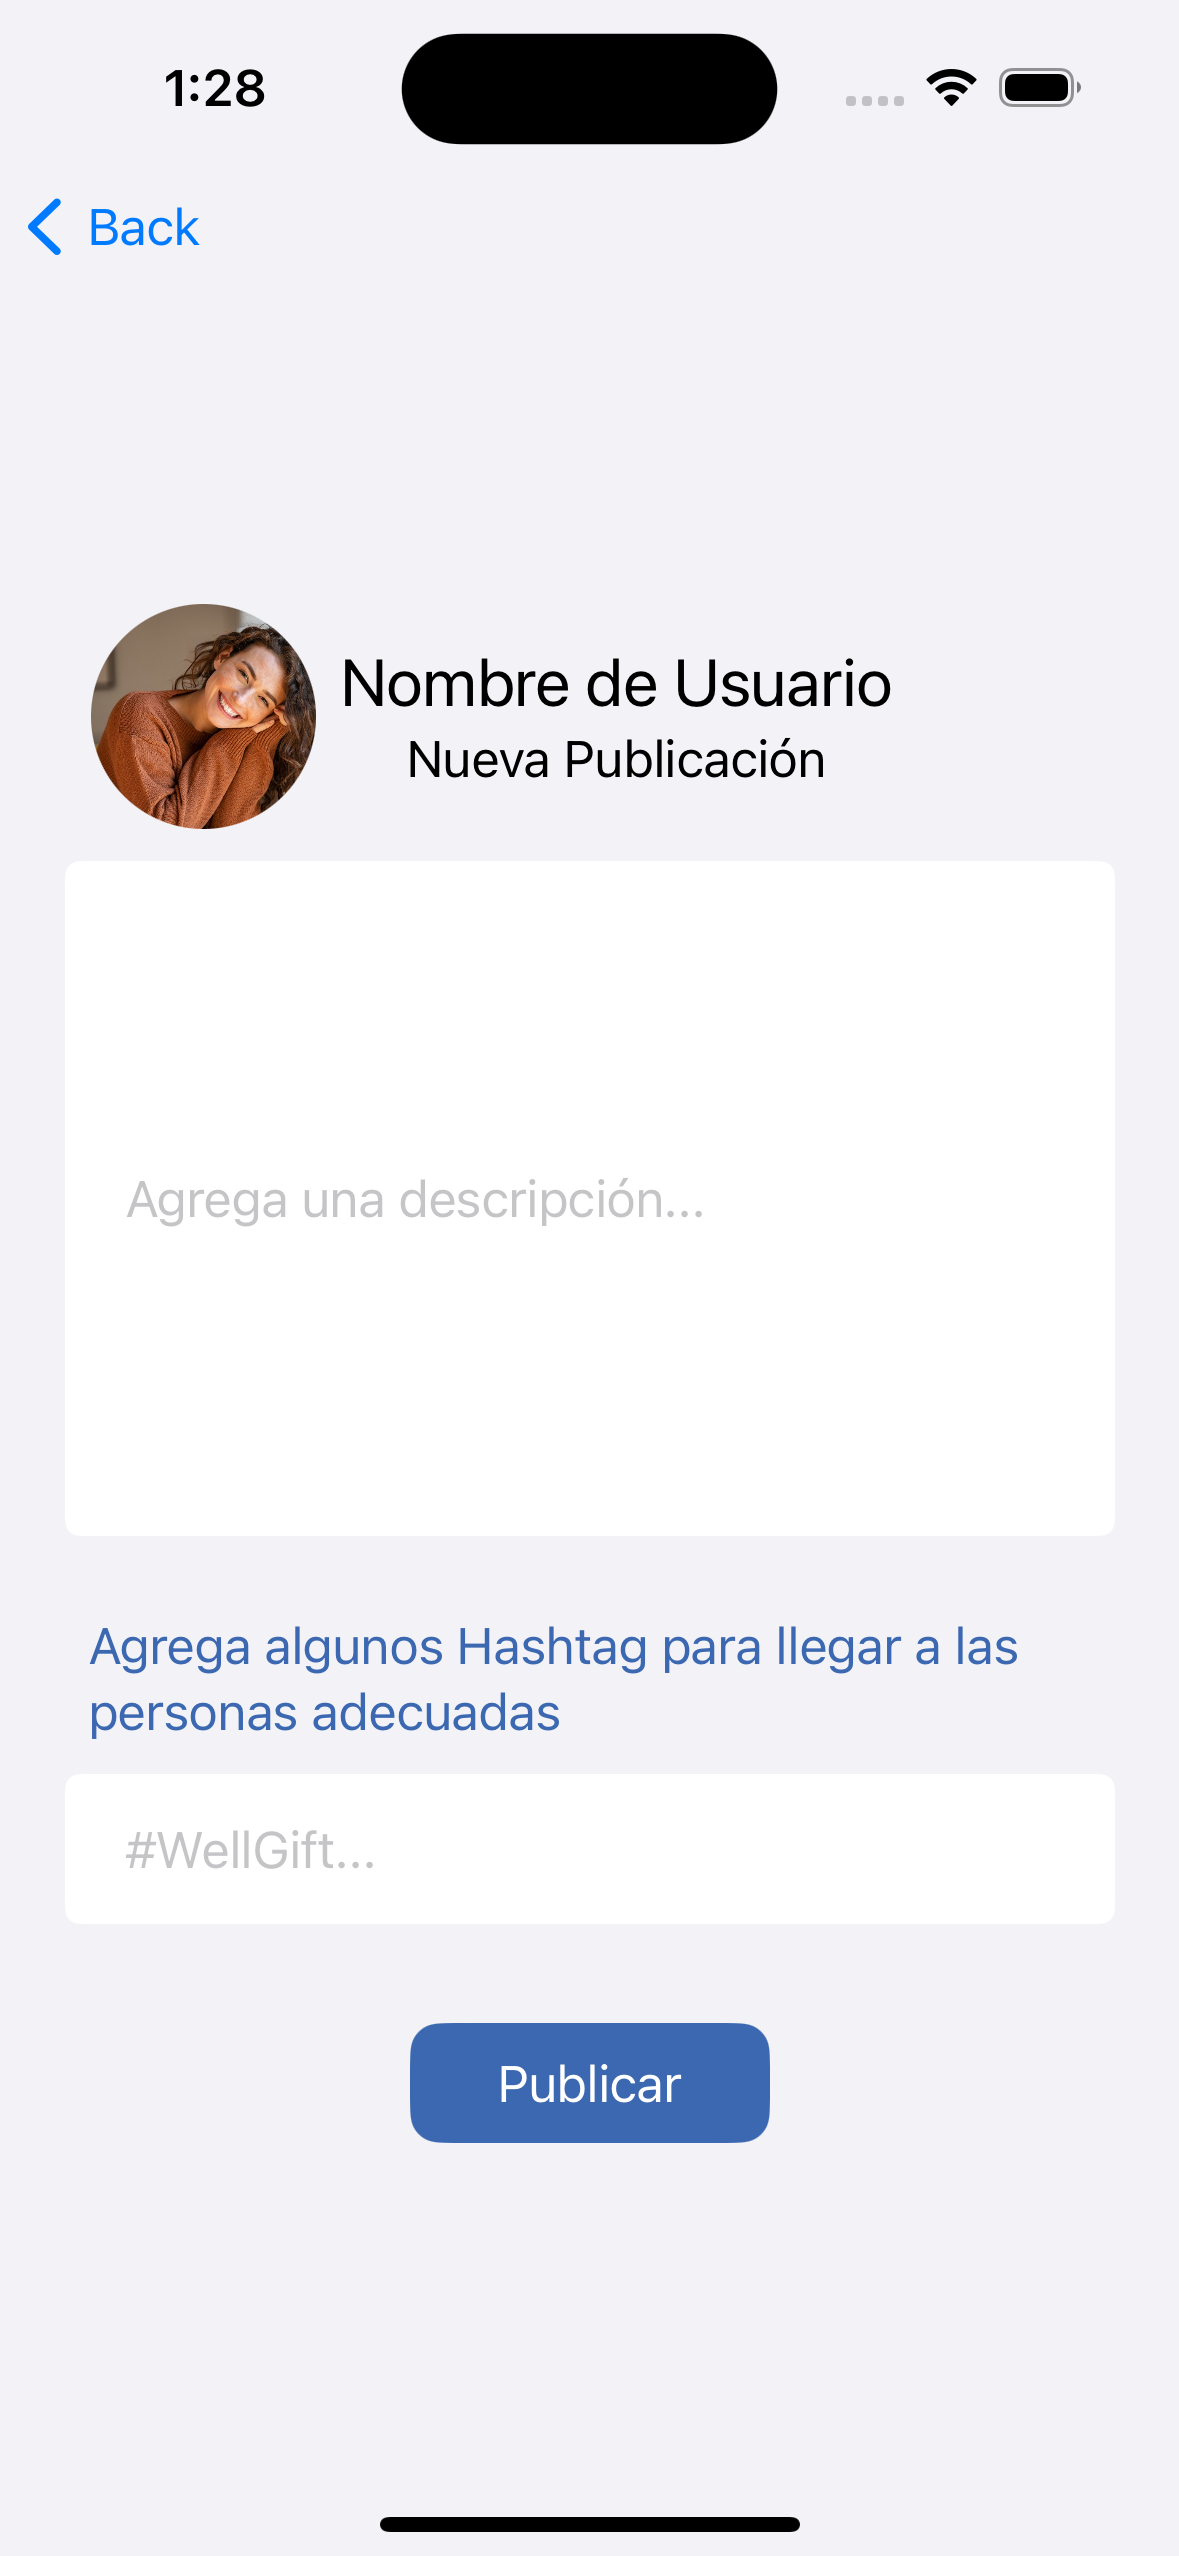 1:28
Back
Nombre de Usuario
Nueva Publicación
Agrega una descripción...
Agrega algunos Hashtag para llegar a las
personas adecuadas
#WellGift...
Publicar